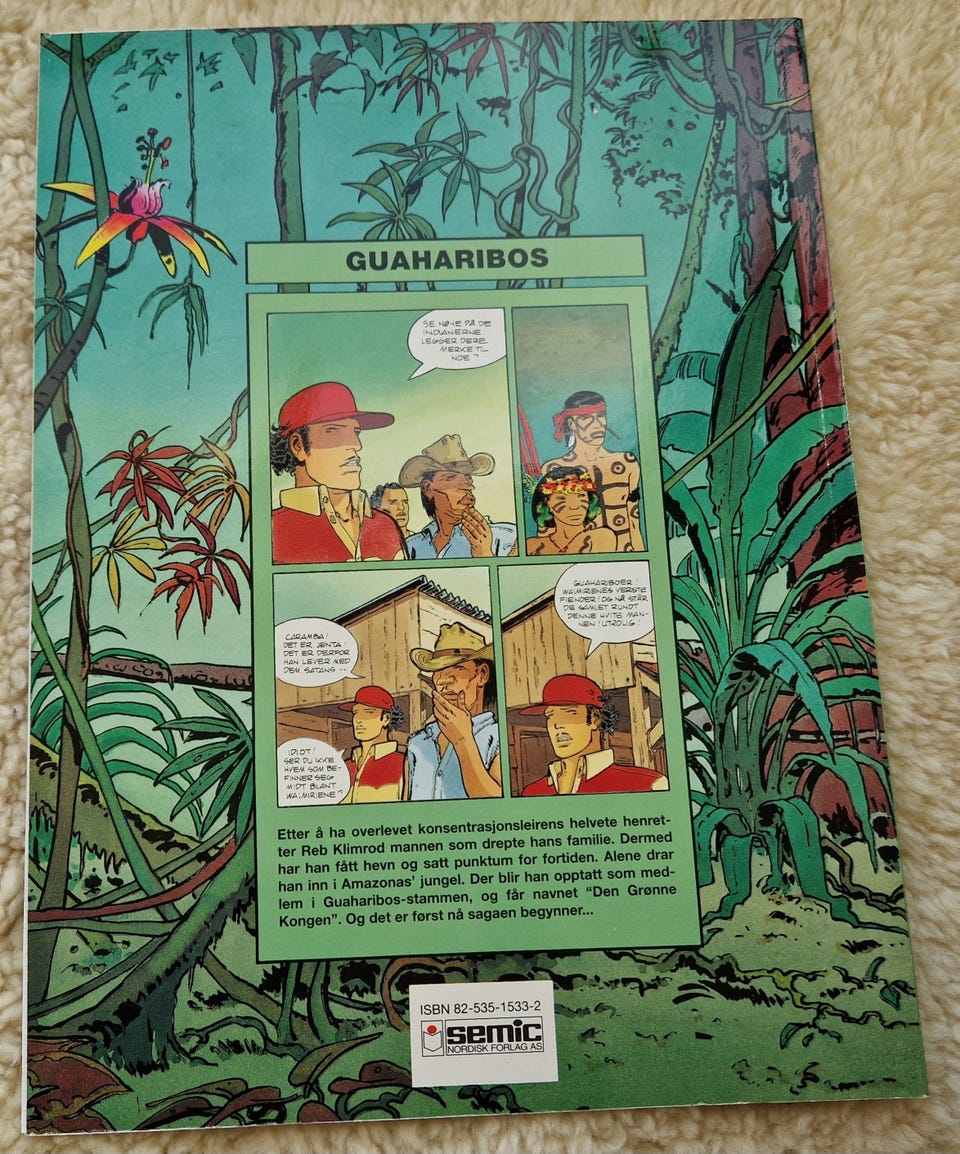 GUAHARIBOS
SE NØYE PÅ DE
INDIANERNE
LEGGER DERE
MERKE TIL
NOE?
CARAMBA!
DET ER JENTA!
DET ER DERFOR
HAN LEVER MED
DEM, SATANS --
IDIOT!
SER DU IKKE
HVEM SOM BE-
FINNER SEG
MIDT BLANT
WAIMIRIENE?
GUAHARIBOER!
WAIMIRIENES VERSTE
FIENDER! OG NÅ STÅR
DE SAMLET RUNDT
DENNE HVITE MAN-
NEN! UTROLIG!
Etter å ha overlevet konsentrasjonsleirens helvete henret-
ter Reb Klimrod mannen som drepte hans familie. Dermed
har han fått hevn og satt punktum for fortiden. Alene drar
han inn i Amazonas’ jungel. Der blir han opptatt som med-
lem i Guaharibos-stammen, og får navnet “Den Grønne
Kongen”. Og det er først nå sagaen begynner...
ISBN 82-535-1533-2
semic
NORDISK FORLAG AS